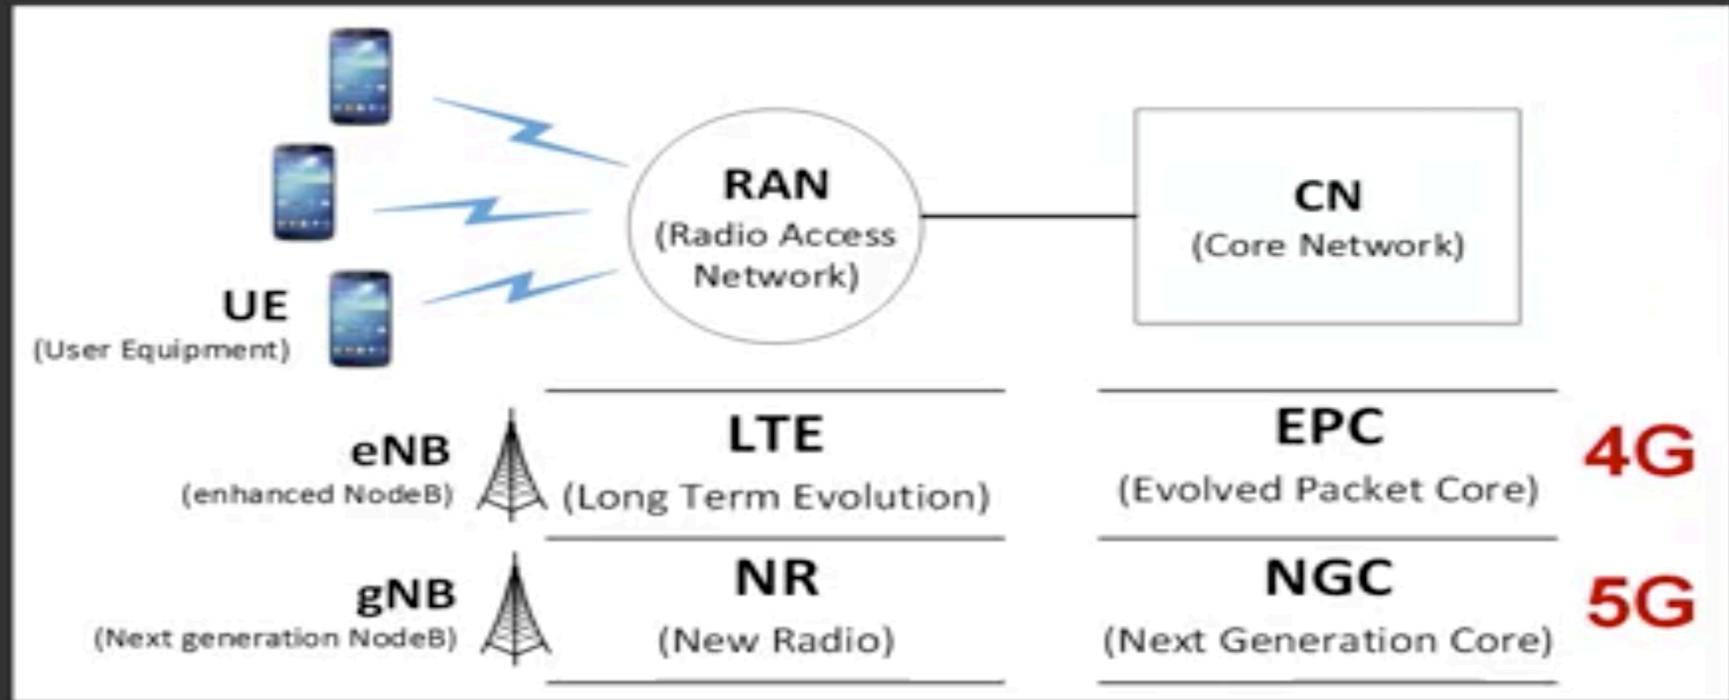 RAN
(Radio Access
Network)
CN
(Core Network)
UE
(User Equipment)
eNB
(enhanced NodeB)
LTE
(Long Term Evolution)
EPC
(Evolved Packet Core)
4G
gNB
(Next generation NodeB)
NR
(New Radio)
NGC
(Next Generation Core)
5G